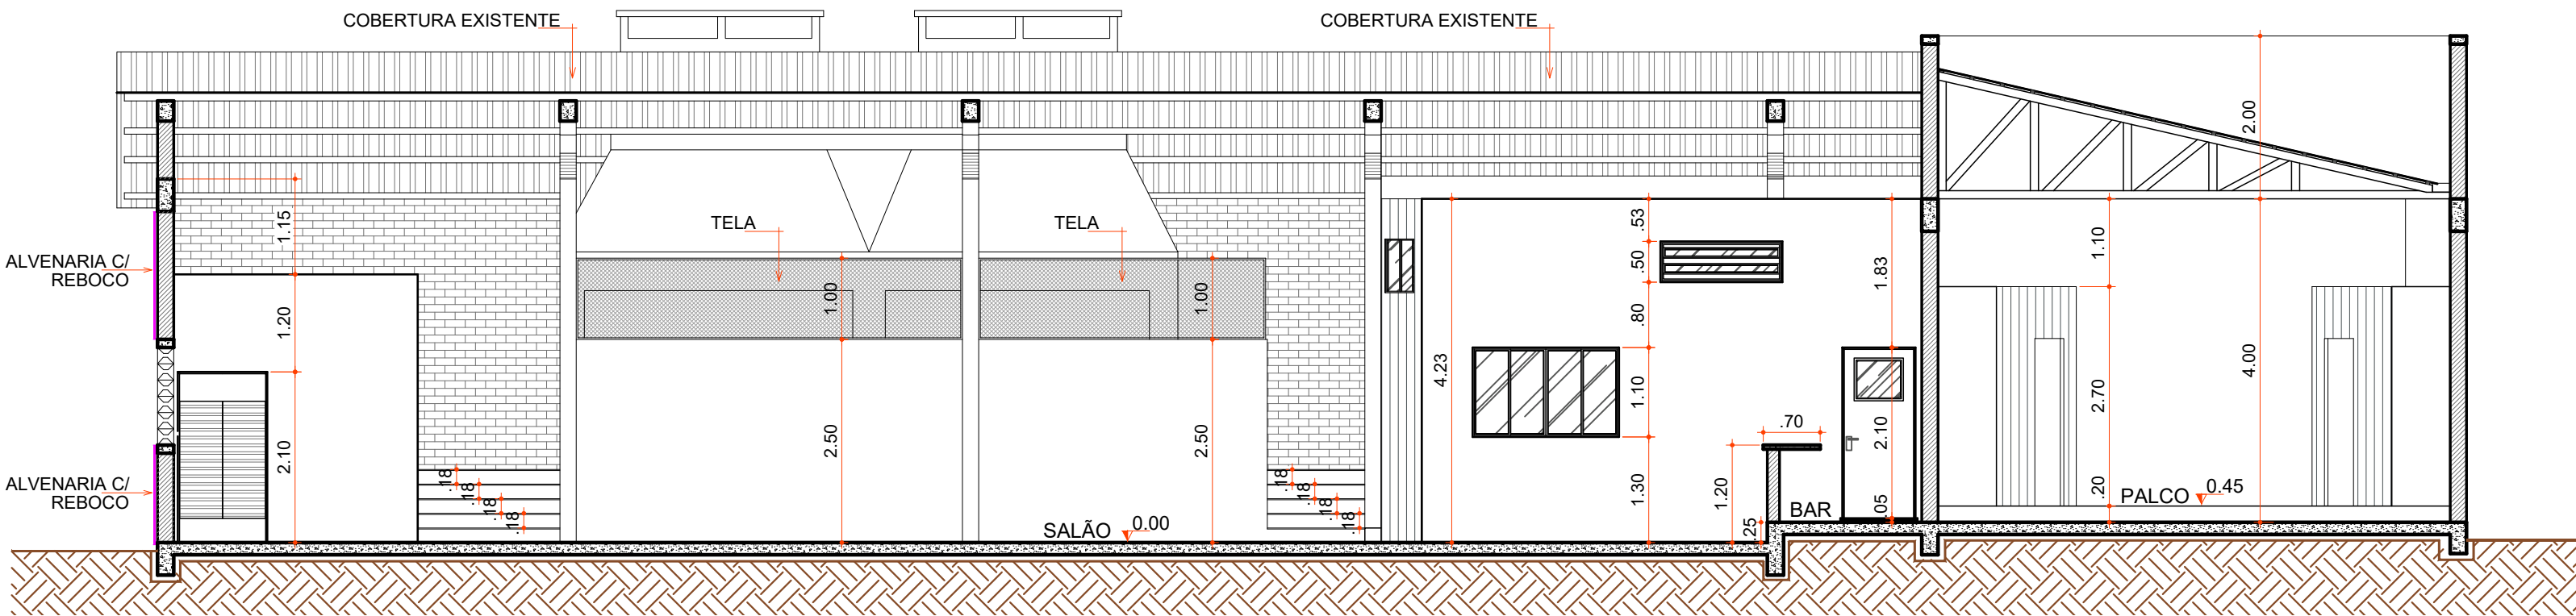 COBERTURA EXISTENTE
COBERTURA EXISTENTE
2.00
1.15
TELA
TELA
.53
.50
1.83
1.10
ALVENARIA C/
REBOCO
1.20
1.00
1.00
.80
4.23
4.00
2.70
1.10
2.10
2.50
2.50
.70
2.10
ALVENARIA C/
REBOCO
.18
.18
.18
.18
.18
.18
.18
.18
1.30
1.20
.20
PALCO 0.45
BAR
.05
SALÃO 0.00
.25